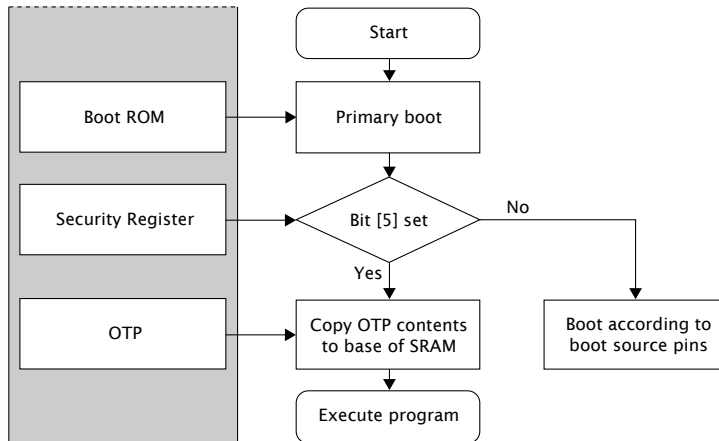 Start
Boot ROM
Primary boot
Security Register
Bit [5] set
No
Yes
OTP
Copy OTP contents
to base of SRAM
Boot according to
boot source pins
Execute program